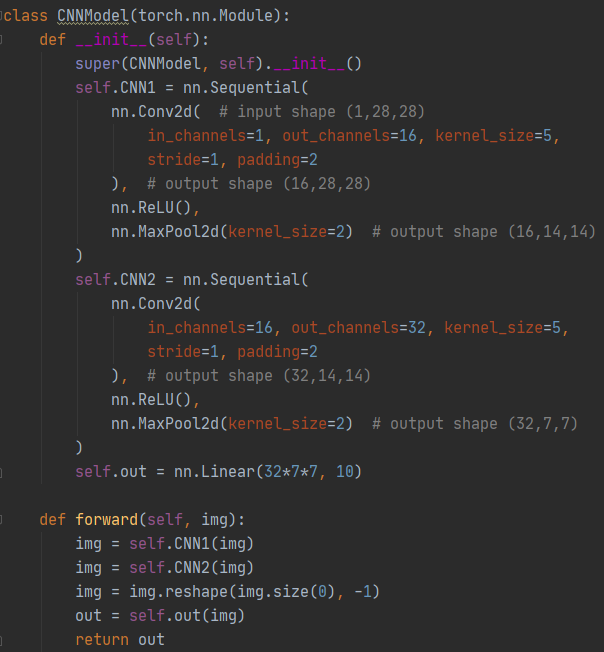 class CNNModel(torch.nn.Module):
    def __init__(self):
        super(CNNModel, self).__init__()
        self.CNN1 = nn.Sequential(
            nn.Conv2d(  # input shape (1,28,28)
                in_channels=1, out_channels=16, kernel_size=5,
                stride=1, padding=2
            ),  # output shape (16,28,28)
            nn.ReLU(),
            nn.MaxPool2d(kernel_size=2)  # output shape (16,14,14)
        )
        self.CNN2 = nn.Sequential(
            nn.Conv2d(
                in_channels=16, out_channels=32, kernel_size=5,
                stride=1, padding=2
            ),  # output shape (32,14,14)
            nn.ReLU(),
            nn.MaxPool2d(kernel_size=2)  # output shape (32,7,7)
        )
        self.out = nn.Linear(32*7*7, 10)

    def forward(self, img):
        img = self.CNN1(img)
        img = self.CNN2(img)
        img = img.reshape(img.size(0), -1)
        out = self.out(img)
        return out